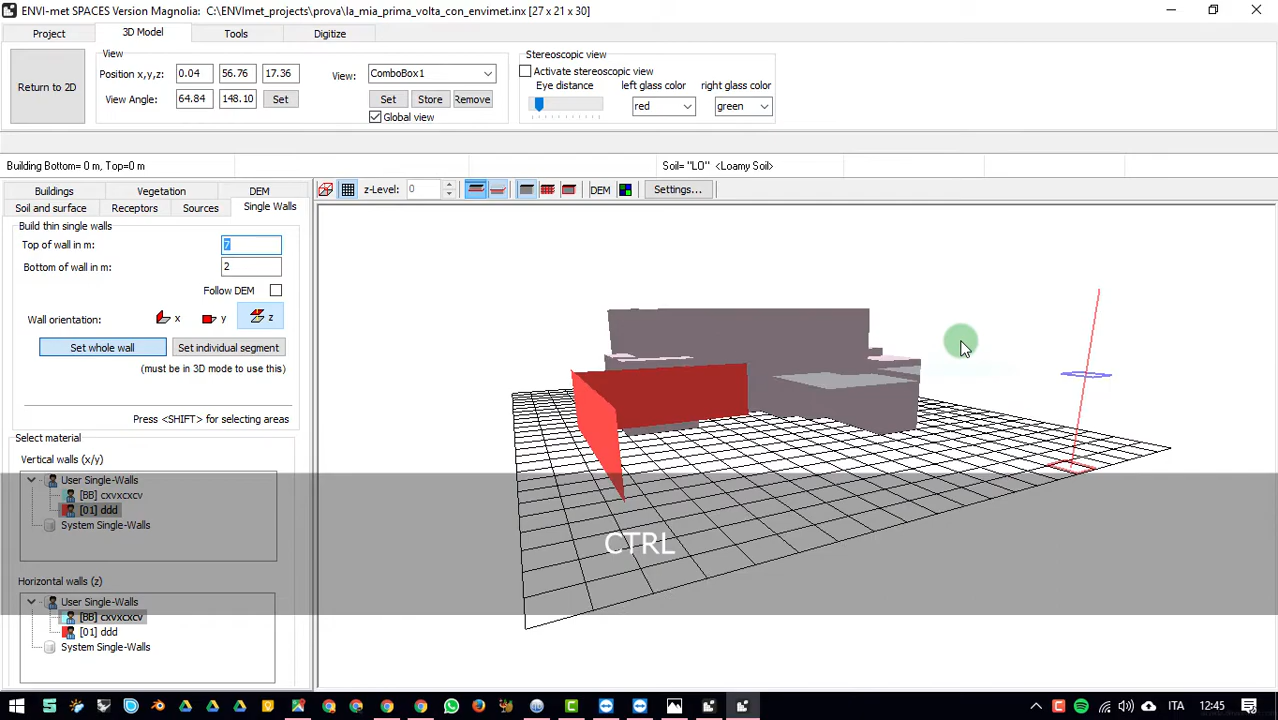 ENVI-met SPACES Version Magnolia: C:\ENVImet_projects\prova\la_mia_prima_volta_con_envimet.inx [27 x 21 x 30]
Project
3D Model
Tools
Digitize
View
Stereoscopic view
Return to 2D
Position x,y,z:
0.04
56.76
17.36
View:
ComboBox1
Activate stereoscopic view
Eye distance
left glass color
right glass color
View Angle:
64.84
148.10
Set
Set
Store
Remove
red
green
Global view
Building Bottom= 0 m, Top=0 m
Soil= "LO" <Loamy Soil>
Buildings
Vegetation
DEM
z-Level:
0
DEM
Settings...
Soil and surface
Receptors
Sources
Single Walls
Build thin single walls
Top of wall in m:
7
Bottom of wall in m:
2
Follow DEM
Wall orientation:
x
y
z
Set whole wall
Set individual segment
(must be in 3D mode to use this)
Press <SHIFT> for selecting areas
Select material
Vertical walls (x/y)
User Single-Walls
[BB] cxvxcxcv
[01] ddd
System Single-Walls
CTRL
Horizontal walls (z)
User Single-Walls
[BB] cxvxcxcv
[01] ddd
System Single-Walls
ITA
12:45